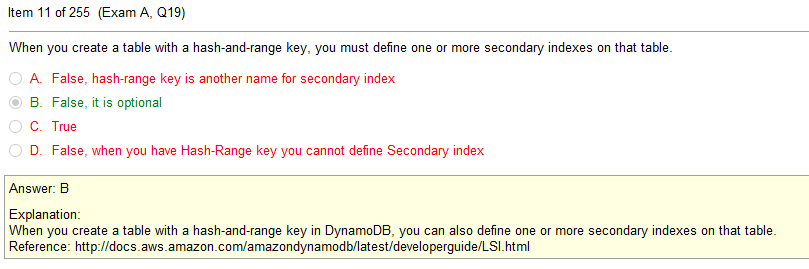 Item 11 of 255 (Exam A, Q19)
When you create a table with a hash-and-range key, you must define one or more secondary indexes on that table.
A. False, hash-range key is another name for secondary index
B. False, it is optional
C. True
D. False, when you have Hash-Range key you cannot define Secondary index
Answer: B
Explanation:
When you create a table with a hash-and-range key in DynamoDB, you can also define one or more secondary indexes on that table.
Reference: http://docs.aws.amazon.com/amazondynamodb/latest/developerguide/LSI.html